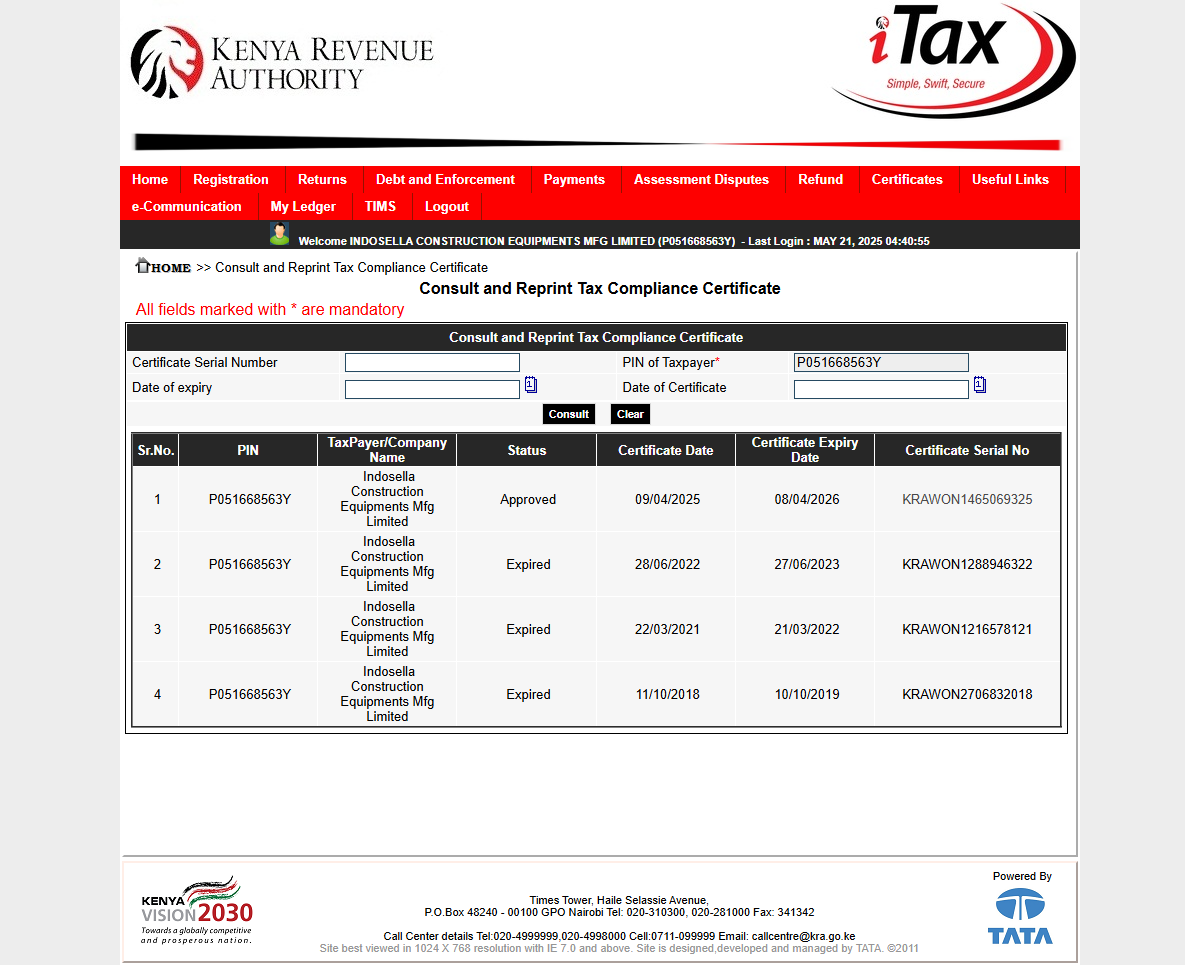 KENYA REVENUE
AUTHORITY
iTax
Simple, Swift, Secure
Home Registration Returns Debt and Enforcement Payments Assessment Disputes Refund Certificates Useful Links
e-Communication My Ledger TIMS Logout
Welcome INDOSELLA CONSTRUCTION EQUIPMENTS MFG LIMITED (P051668563Y) - Last Login : MAY 21, 2025 04:40:55
HOME >> Consult and Reprint Tax Compliance Certificate
Consult and Reprint Tax Compliance Certificate
All fields marked with * are mandatory
Consult and Reprint Tax Compliance Certificate
Certificate Serial Number PIN of Taxpayer* P051668563Y
Date of expiry 1 Date of Certificate 1
Consult Clear
Sr.No. PIN TaxPayer/Company Name Status Certificate Date Certificate Expiry Date Certificate Serial No
1 P051668563Y Indosella Construction Equipments Mfg Limited Approved 09/04/2025 08/04/2026 KRAWON1465069325
2 P051668563Y Indosella Construction Equipments Mfg Limited Expired 28/06/2022 27/06/2023 KRAWON1288946322
3 P051668563Y Indosella Construction Equipments Mfg Limited Expired 22/03/2021 21/03/2022 KRAWON1216578121
4 P051668563Y Indosella Construction Equipments Mfg Limited Expired 11/10/2018 10/10/2019 KRAWON2706832018
KENYA
VISION 2030
Towards a globally competitive
and prosperous nation.
Times Tower, Haile Selassie Avenue,
P.O.Box 48240 - 00100 GPO Nairobi Tel: 020-310300, 020-281000 Fax: 341342
Call Center details Tel:020-4999999,020-4998000 Cell:0711-099999 Email: callcentre@kra.go.ke
Site best viewed in 1024 X 768 resolution with IE 7.0 and above. Site is designed,developed and managed by TATA. ©2011
Powered By
TATA